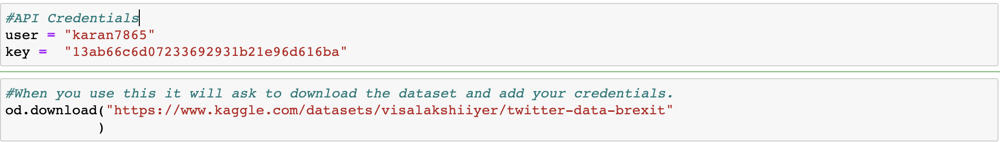 #API Credentials
user = "karan7865"
key =  "13ab66c6d07233692931b21e96d616ba"
#When you use this it will ask to download the dataset and add your credentials.
od.download("https://www.kaggle.com/datasets/visalakshiiyer/twitter-data-brexit"
           )